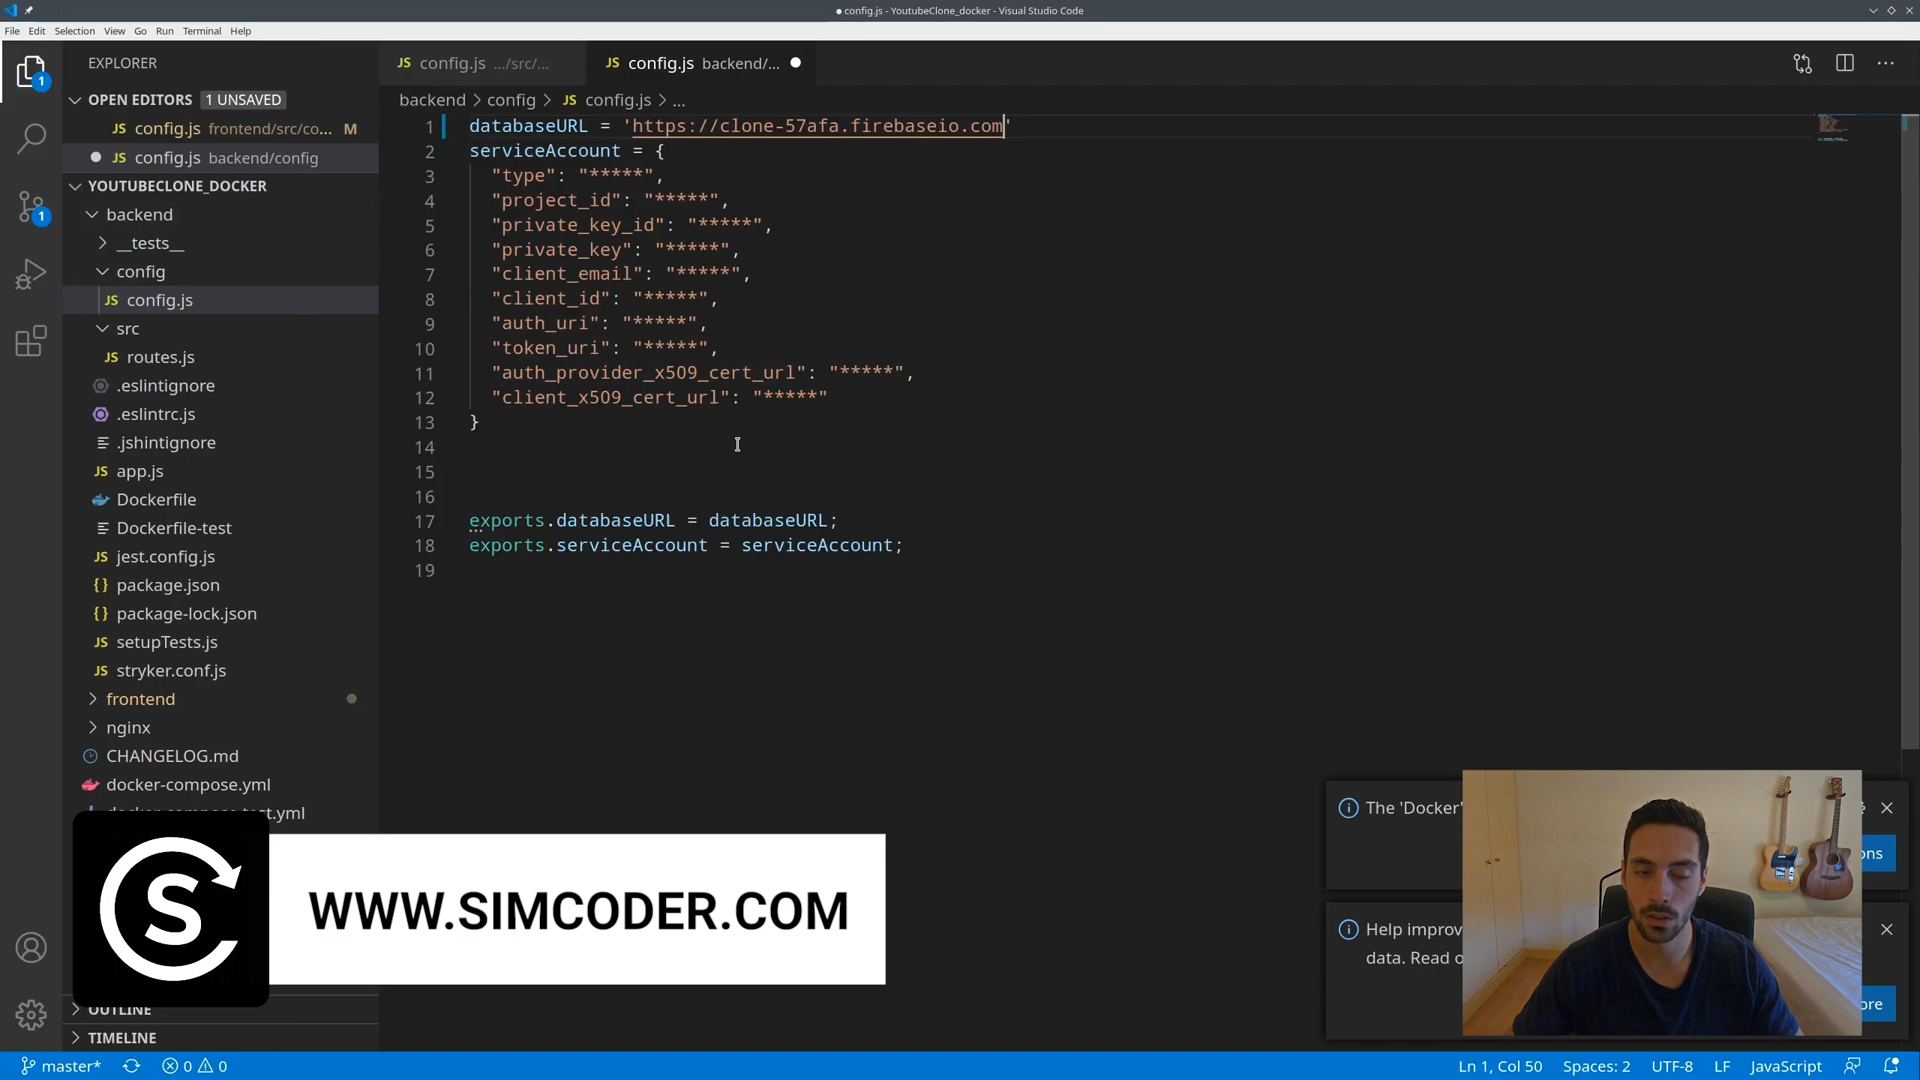 config.js - YoutubeClone_docker - Visual Studio Code
File Edit Selection View Go Run Terminal Help
EXPLORER
OPEN EDITORS 1 UNSAVED
JS config.js frontend/src/co... M
JS config.js backend/config
YOUTUBECLONE_DOCKER
backend
__tests__
config
JS config.js
src
JS routes.js
.eslintignore
.eslintrc.js
.jshintignore
JS app.js
Dockerfile
Dockerfile-test
JS jest.config.js
{} package.json
{} package-lock.json
JS setupTests.js
JS stryker.conf.js
frontend
nginx
CHANGELOG.md
docker-compose.yml
docker-compose-test.yml
OUTLINE
TIMELINE
1
1
JS config.js .../src/...
JS config.js backend/...
backend > config > JS config.js > ...
1 databaseURL = 'https://clone-57afa.firebaseio.com'
2 serviceAccount = {
3 "type": "*****",
4 "project_id": "*****",
5 "private_key_id": "*****",
6 "private_key": "*****",
7 "client_email": "*****",
8 "client_id": "*****",
9 "auth_uri": "*****",
10 "token_uri": "*****",
11 "auth_provider_x509_cert_url": "*****",
12 "client_x509_cert_url": "*****"
13 }
14
15
16
17 exports.databaseURL = databaseURL;
18 exports.serviceAccount = serviceAccount;
19
The 'Docker'
Help improv
data. Read o
S
WWW.SIMCODER.COM
master* 0 0
Ln 1, Col 50 Spaces: 2 UTF-8 LF JavaScript